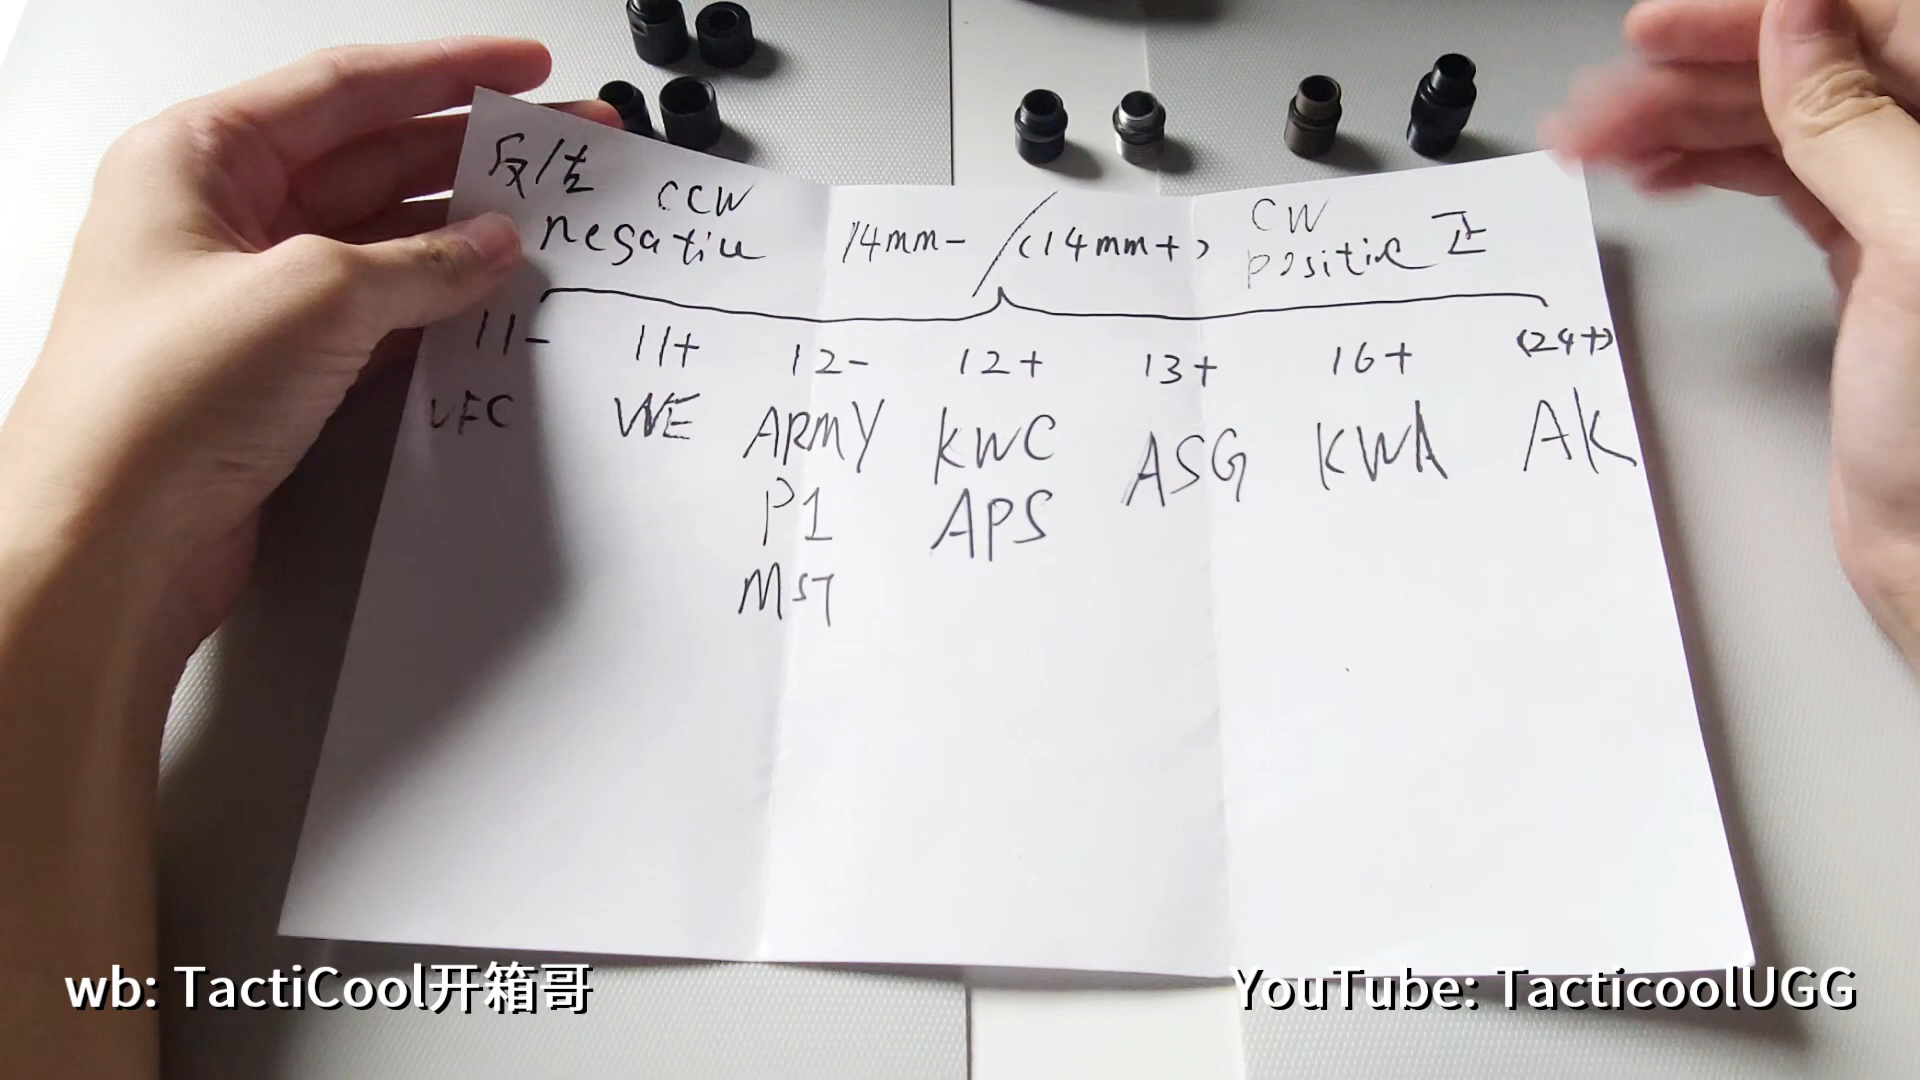 反/左 CCW
negative
14mm- / (14mm+)
CW
positive 正
11- 11+ 12- 12+ 13+ 16+ (24+)
VFC WE ARMY KWC ASG KWA AK
P1 APS
MST
wb: TactiCool开箱哥
YouTube: TacticoolUGG